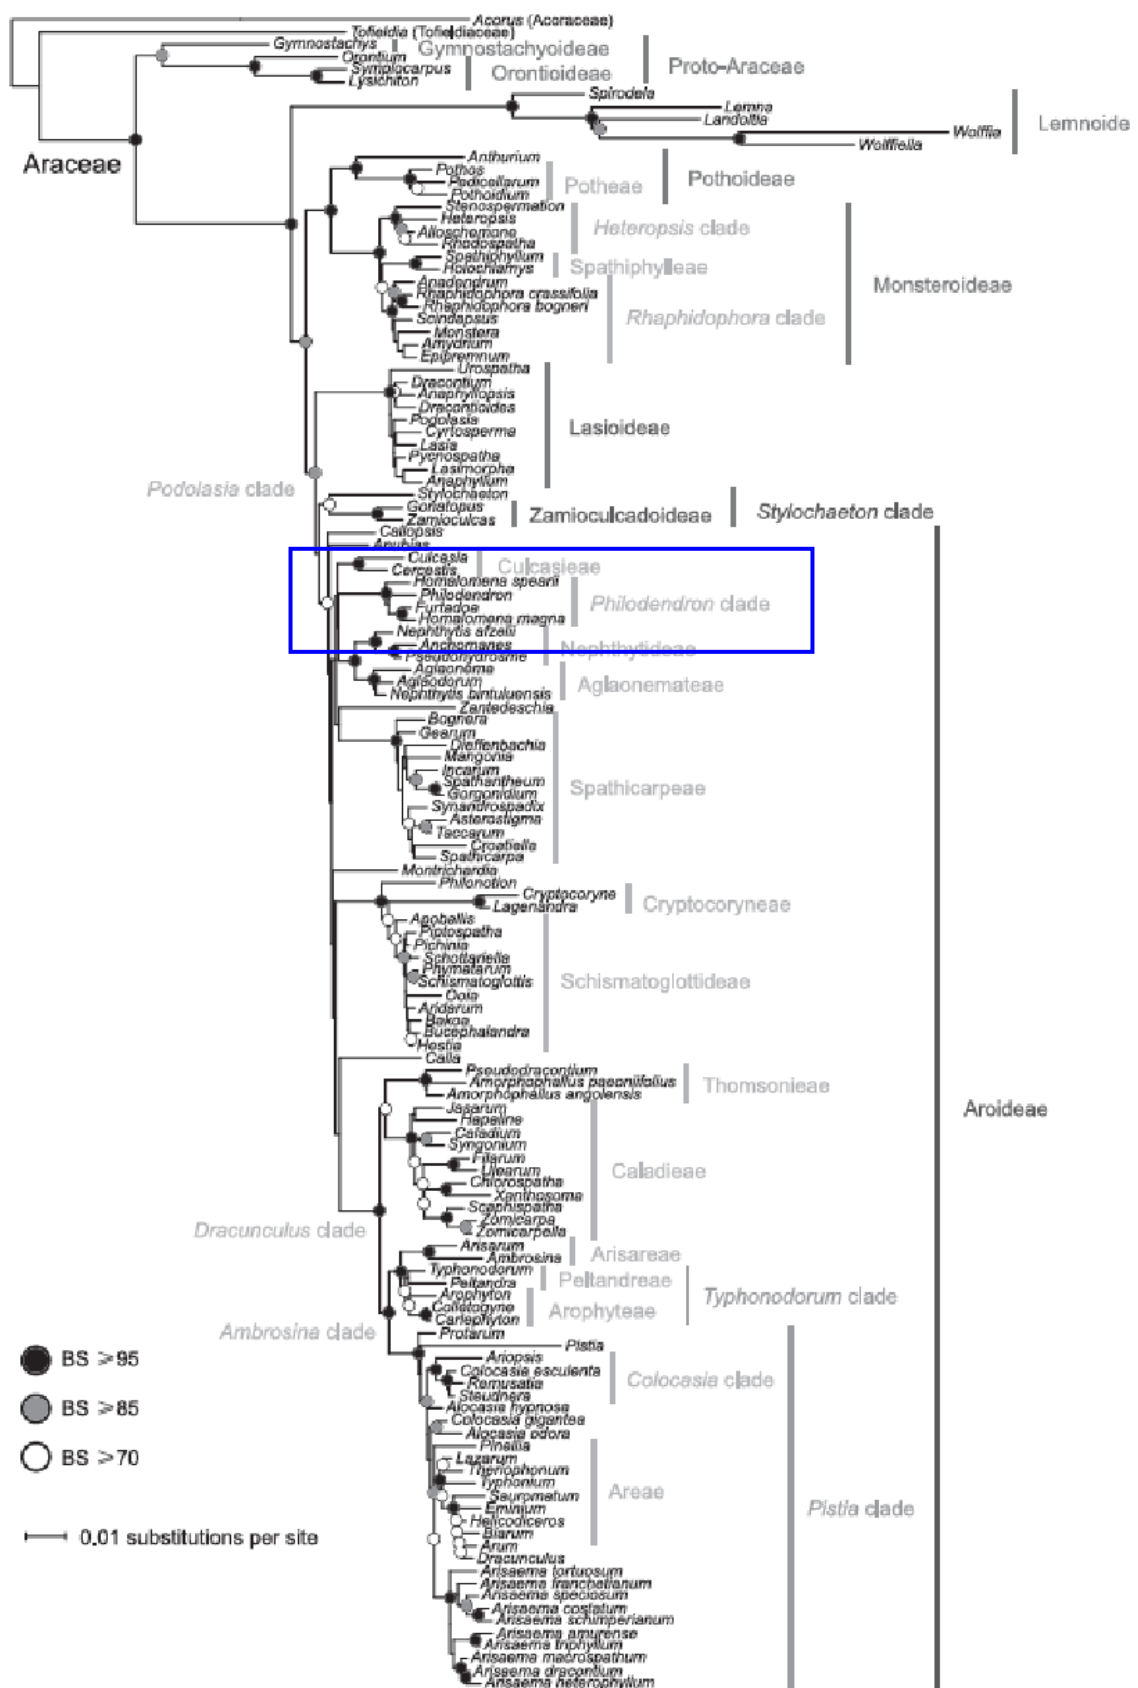 Acorus (Acoraceae)
Tofieldia (Tofieldiaceae)
Gymnostachys
Gymnostachyoideae
Orontium
Symplocarpus
Lysichiton
Orontioideae
Proto-Araceae
Spirodela
Lemna
Landoltia
Wolffia
Wolffiella
Lemnoide
Araceae
Anthurium
Pothos
Pedicellarum
Pothoidium
Potheae
Pothoideae
Stenospermation
Heteropsis
Alloschemone
Rhodospatha
Heteropsis clade
Spathiphyllum
Holochlamys
Spathiphylleae
Anadendrum
Rhaphidophora crassifolia
Rhaphidophora bogneri
Scindapsus
Monstera
Amydrium
Epipremnum
Rhaphidophora clade
Monsteroideae
Urospatha
Dracontium
Anaphyllopsis
Dracontioides
Podolasia
Cyrtosperma
Lasia
Pycnospatha
Lasimorpha
Anaphyllum
Lasioideae
Podolasia clade
Stylochaeton
Gonatopus
Zamioculcas
Zamioculcadoideae
Stylochaeton clade
Callopsis
Anubias
Culcasia
Cercestis
Culcasieae
Homalomena speariI
Philodendron
Furtadoa
Homalomena magna
Philodendron clade
Nephthytis afzelii
Anchomanes
Pseudohydrosme
Nephthytideae
Aglaonema
Aglaodorum
Nephthytis bintuluensis
Aglaonemateae
Zantedeschia
Bognera
Gearum
Dieffenbachia
Mangonia
Incarum
Spathantheum
Gorgonidium
Synandrospadix
Asterostigma
Taccarum
Croatiella
Spathicarpa
Spathicarpeae
Montrichardia
Philonotion
Cryptocoryne
Lagenandra
Cryptocoryneae
Apoballis
Piptospatha
Pichinia
Schottariella
Phymatarum
Schismatoglottis
Ooia
Aridarum
Bakoa
Bucephalandra
Hestia
Schismatoglottideae
Calla
Pseudodracontium
Amorphophallus paeoniifolius
Amorphophallus angolensis
Thomsonieae
Jasarum
Hapaline
Caladium
Syngonium
Filarum
Ulearum
Chlorospatha
Xanthosoma
Scaphispatha
Zomicarpa
Zomicarpella
Caladieae
Aroideae
Dracunculus clade
Arisarum
Ambrosina
Arisareae
Typhonodorum
Peltandra
Peltandreae
Arophyton
Colletogyne
Carlephyton
Arophyteae
Typhonodorum clade
Ambrosina clade
Protarum
Pistia
Ariopsis
Colocasia esculenta
Remusatia
Steudnera
Colocasia clade
Alocasia hypnosa
Colocasia gigantea
Alocasia odora
Pinellia
Lazarum
Theriophonum
Typhonium
Sauromatum
Eminium
Helicodiceros
Biarum
Arum
Dracunculus
Areae
Pistia clade
Arisaema tortuosum
Arisaema franchetianum
Arisaema speciosum
Arisaema costatum
Arisaema schimperianum
Arisaema amurense
Arisaema triphyllum
Arisaema macrospathum
Arisaema dracontium
Arisaema heterophyllum
BS ⩾95
BS ⩾85
BS ⩾70
0.01 substitutions per site